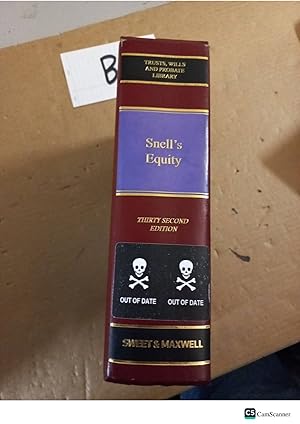 B
TRUSTS, WILLS
AND PROBATE
LIBRARY
Snell's
Equity
THIRTY SECOND
EDITION
OUT OF DATE OUT OF DATE
SWEET & MAXWELL
CS CamScanner